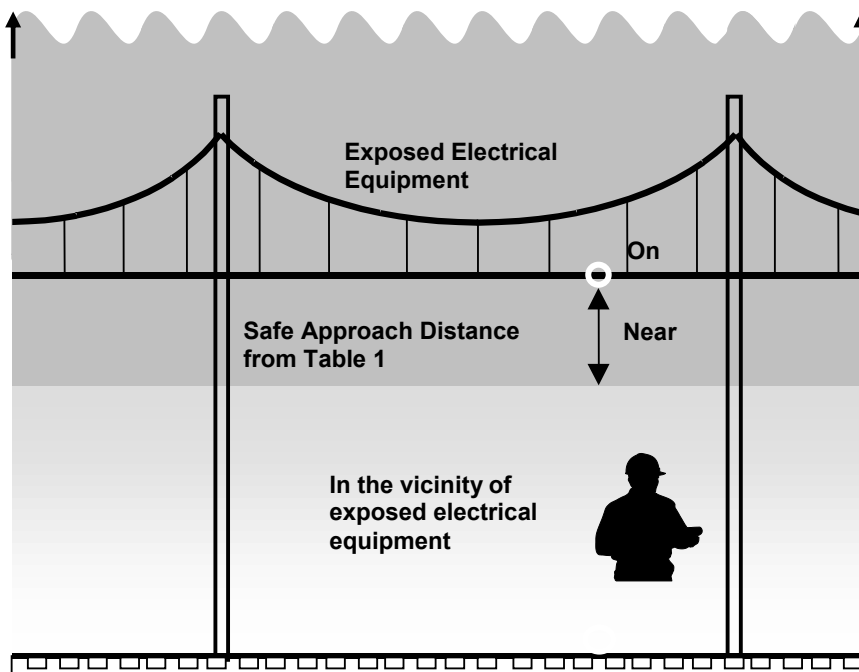 Exposed Electrical
Equipment
On
Safe Approach Distance
from Table 1
Near
In the vicinity of
exposed electrical
equipment